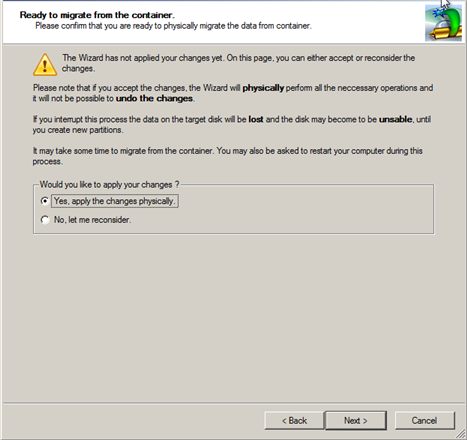 Ready to migrate from the container.
Please confirm that you are ready to physically migrate the data from container.
The Wizard has not applied your changes yet. On this page, you can either accept or reconsider the
changes.
Please note that if you accept the changes, the Wizard will physically perform all the neccessary operations and
it will not be possible to undo the changes.
If you interrupt this process the data on the target disk will be lost and the disk may become to be unsable, until
you create new partitions.
It may take some time to migrate from the container. You may also be asked to restart your computer during this
process.
Would you like to apply your changes ?
Yes, apply the changes physically.
No, let me reconsider.
< Back
Next >
Cancel